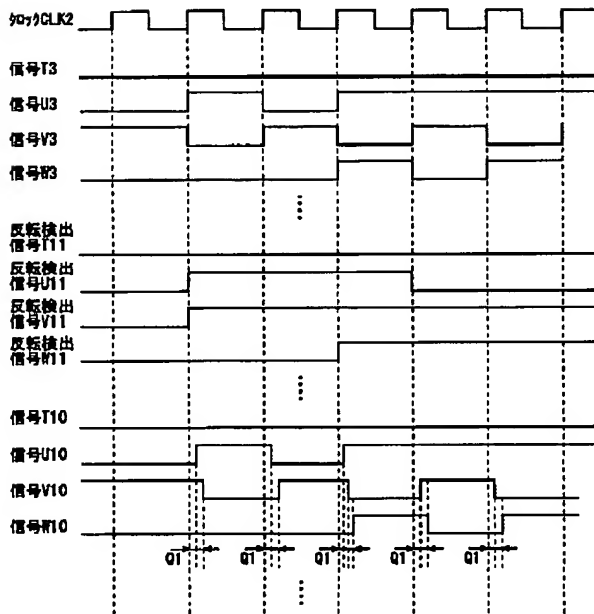 クロックCLK2
信号T3
信号U3
信号V3
信号W3
反転検出
信号T11
反転検出
信号U11
反転検出
信号V11
反転検出
信号W11
信号T10
信号U10
信号V10
信号W10
Q1 Q1 Q1 Q1 Q1